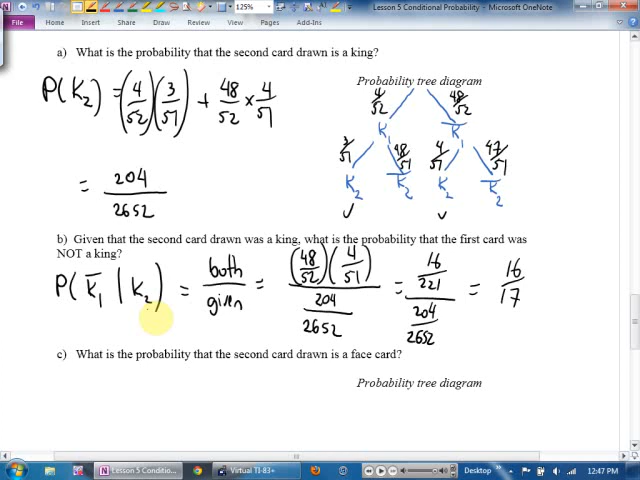 Lesson 5 Conditional Probability - Microsoft OneNote
125%
File Home Insert Share Draw Review View Add-Ins
a) What is the probability that the second card drawn is a king?
Probability tree diagram
P(K₂) = (4/52)(3/51) + 48/52 × 4/51
4/52 48/52
K₁ K̅₁
3/51 48/51 4/51 47/51
K₂ K̅₂ K₂ K̅₂
✓ ✓
= 204/2652
b) Given that the second card drawn was a king, what is the probability that the first card was
NOT a king?
P(K̅₁ | K₂) = both/given = (48/52)(4/51) / 204/2652 = 16/221 / 204/2652 = 16/17
c) What is the probability that the second card drawn is a face card?
Probability tree diagram
Lesson 5 Conditio... Virtual TI-83+ Desktop 12:47 PM